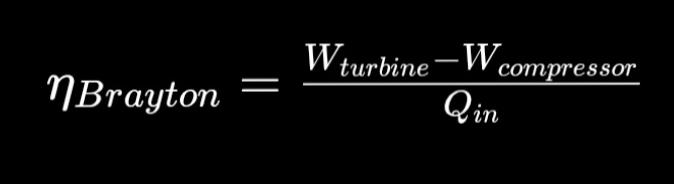 η_Brayton = (W_turbine − W_compressor) / Q_in